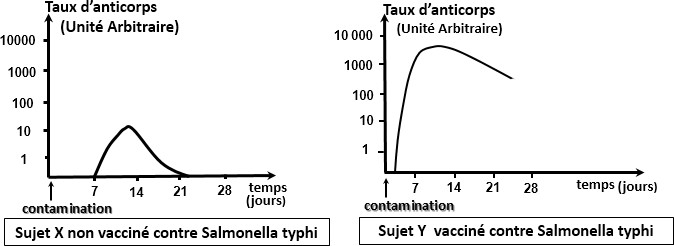 Taux d'anticorps
(Unité Arbitraire)
10000
1000
100
10
1
7 14 21 28 temps
(jours)
contamination
Sujet X non vacciné contre Salmonella typhi
Taux d'anticorps
(Unité Arbitraire)
10 000
1000
100
10
1
7 14 21 28 temps (jours)
contamination
Sujet Y vacciné contre Salmonella typhi